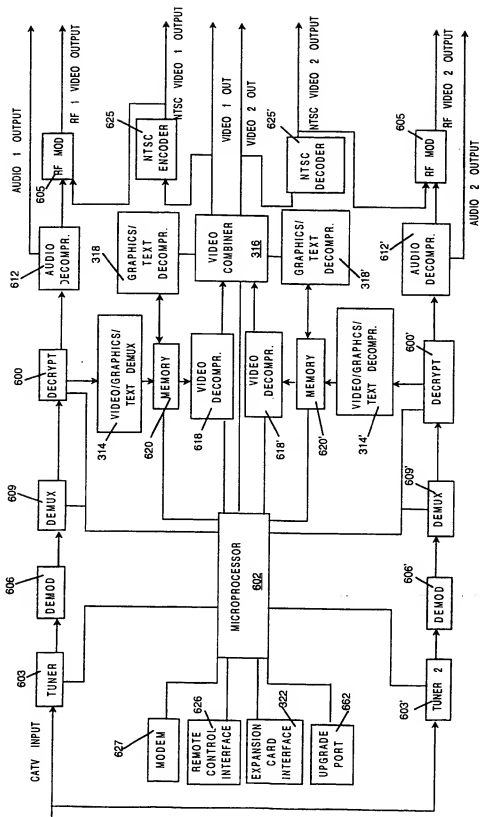 CATV INPUT
603
TUNER
606
DEMOD
609
DEMUX
600
DECRYPT
612
AUDIO
DECOMPR.
605
RF MOD
AUDIO 1 OUTPUT
RF 1 VIDEO OUTPUT
314
VIDEO/GRAPHICS/
TEXT DEMUX
318
GRAPHICS/
TEXT DECOMPR.
625
NTSC
ENCODER
NTSC VIDEO 1 OUTPUT
620
MEMORY
618
VIDEO
DECOMPR.
VIDEO
COMBINER
316
VIDEO 1 OUT
VIDEO 2 OUT
627
MODEM
626
REMOTE
CONTROL
INTERFACE
322
EXPANSION
CARD
INTERFACE
662
UPGRADE
PORT
MICROPROCESSOR
602
618'
VIDEO
DECOMPR.
MEMORY
620'
GRAPHICS/
TEXT
DECOMPR.
318'
625'
NTSC
DECODER
NTSC VIDEO 2 OUTPUT
VIDEO/GRAPHICS/
TEXT DECOMPR.
314'
603'
TUNER 2
606'
DEMOD
609'
DEMUX
600'
DECRYPT
612'
AUDIO
DECOMPR.
605
RF MOD
RF VIDEO 2 OUTPUT
AUDIO 2 OUTPUT